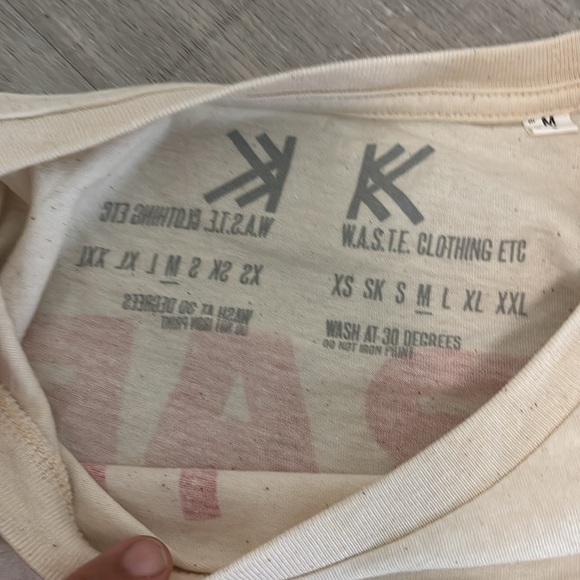 W.A.S.T.E. CLOTHING ETC
XS SK S M L XL XXL
WASH AT 30 DEGREES
DO NOT IRON PRINT
W.A.S.T.E. CLOTHING ETC
XS SK S M L XL XXL
WASH AT 30 DEGREES
DO NOT IRON PRINT
M